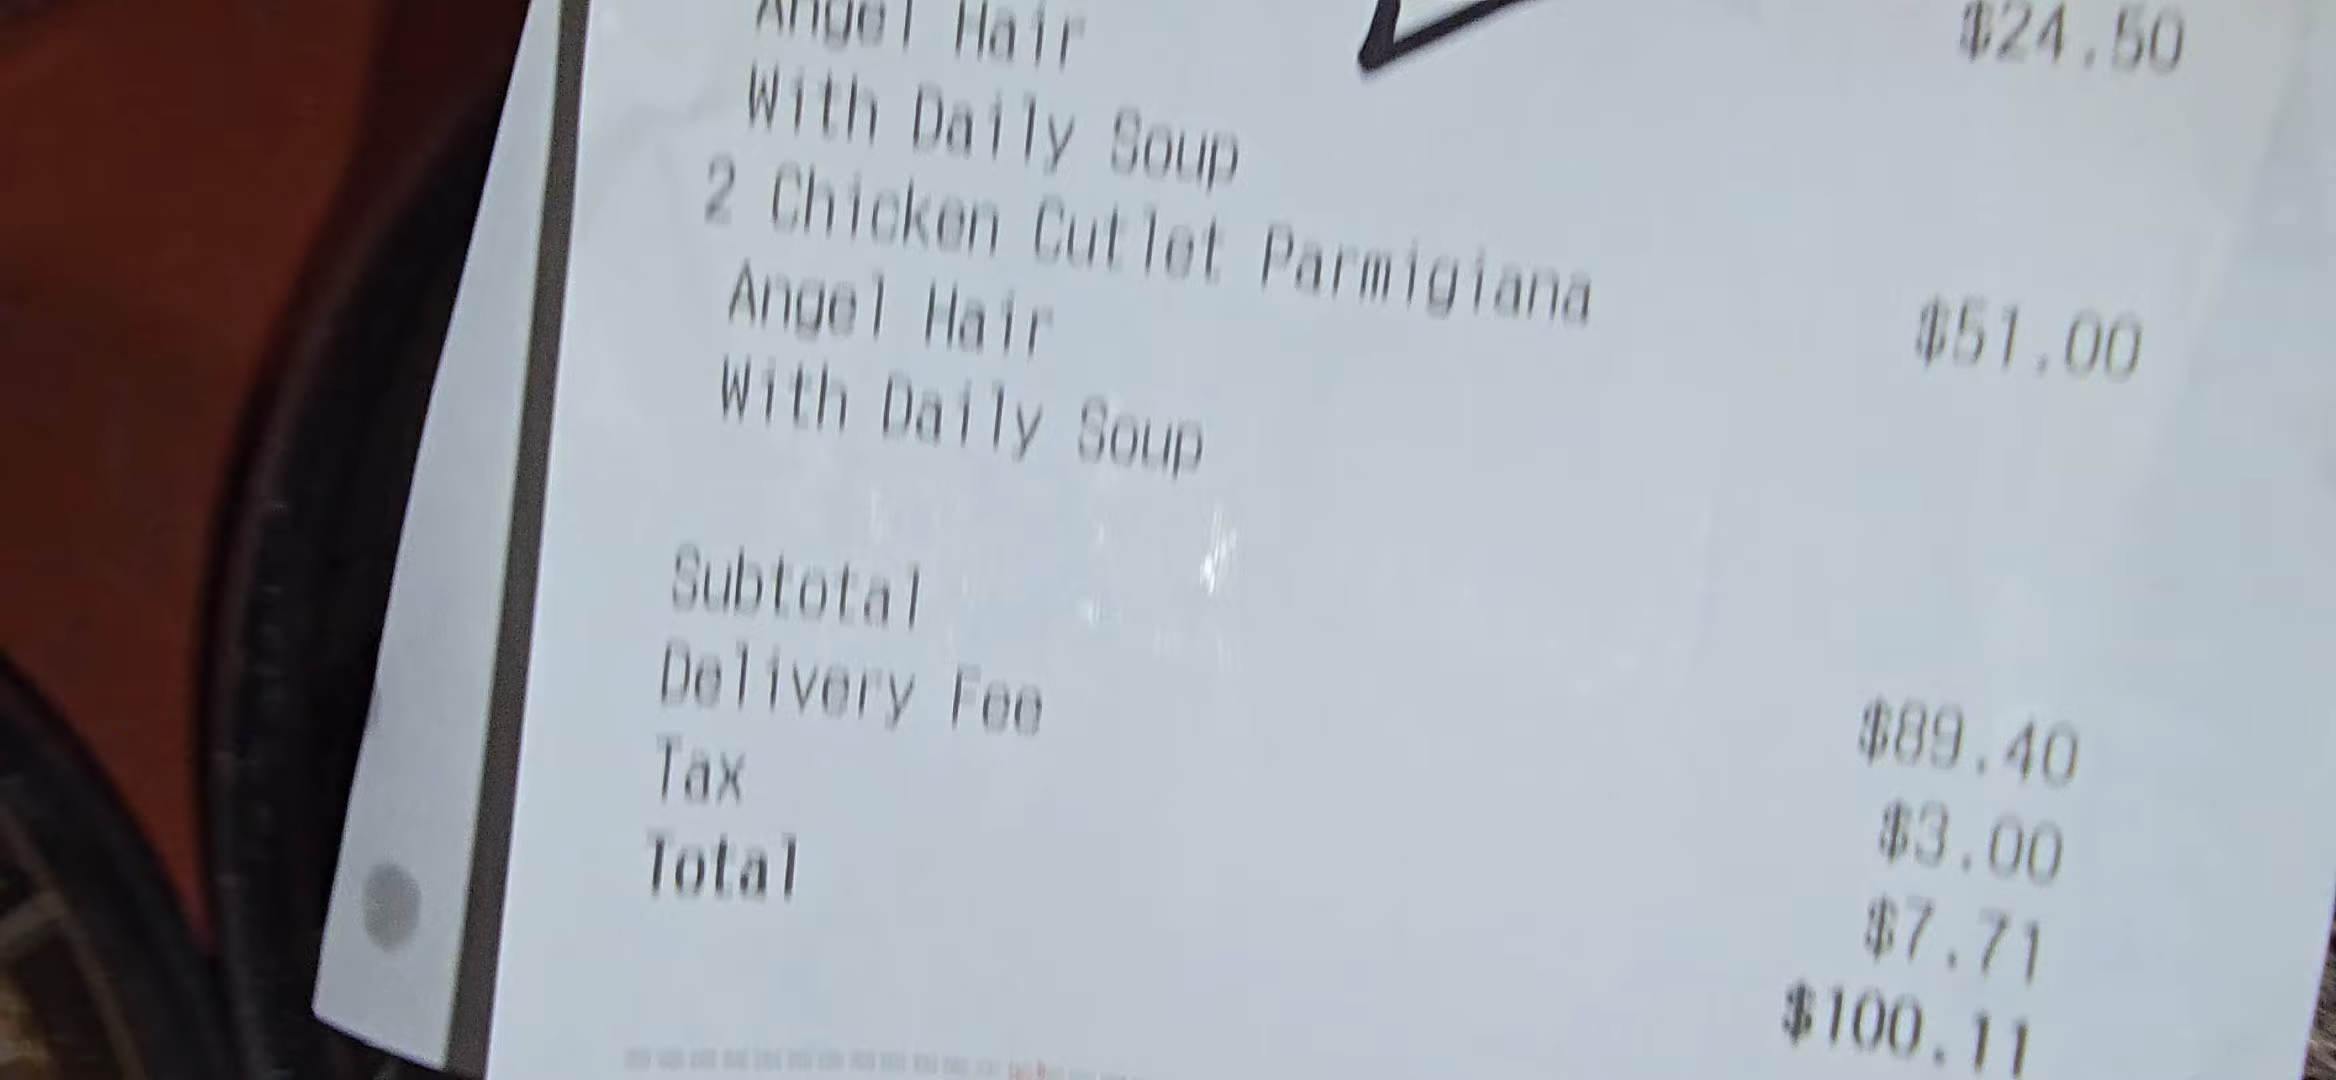 Angel Hair $24.50
With Daily Soup
2 Chicken Cutlet Parmigiana $51.00
Angel Hair
With Daily Soup
Subtotal $89.40
Delivery Fee $3.00
Tax $7.71
Total $100.11